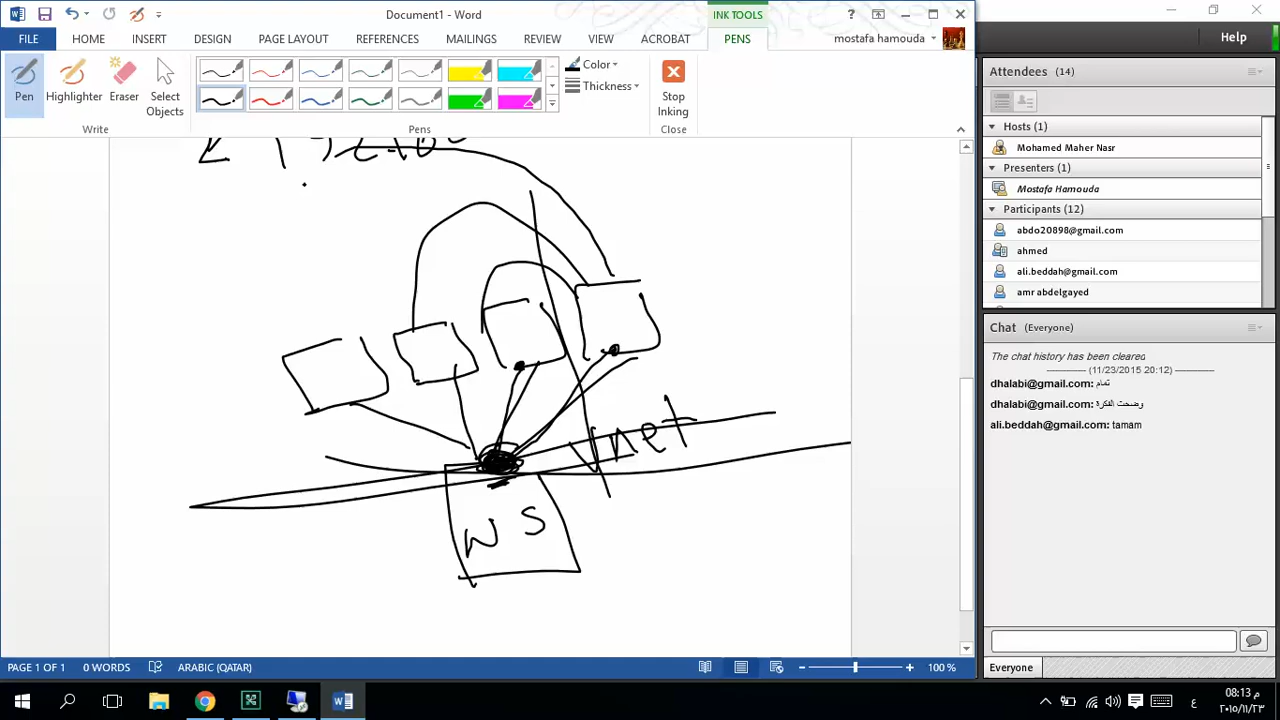 Document1 - Word
INK TOOLS
FILE HOME INSERT DESIGN PAGE LAYOUT REFERENCES MAILINGS REVIEW VIEW ACROBAT PENS
mostafa hamouda
Pen Highlighter Eraser Select Objects
Color
Thickness
Stop Inking
Write Pens Close
Vnet
WS
PAGE 1 OF 1 0 WORDS ARABIC (QATAR) 100 %
Help
Attendees (14)
Hosts (1)
Mohamed Maher Nasr
Presenters (1)
Mostafa Hamouda
Participants (12)
abdo20898@gmail.com
ahmed
ali.beddah@gmail.com
amr abdelgayed
Chat (Everyone)
The chat history has been cleared
------------ (11/23/2015 20:12) ------------
dhalabi@gmail.com: تمام
dhalabi@gmail.com: وضحت الفكرة
ali.beddah@gmail.com: tamam
Everyone
ع
08:13 م
٢٠١٥/١١/٢٣